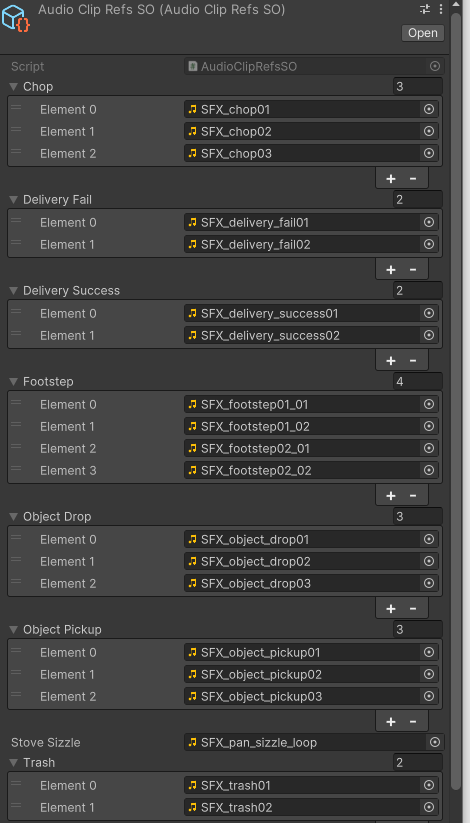 Audio Clip Refs SO (Audio Clip Refs SO)
Open
Script AudioClipRefsSO
Chop 3
Element 0 SFX_chop01
Element 1 SFX_chop02
Element 2 SFX_chop03
+ -
Delivery Fail 2
Element 0 SFX_delivery_fail01
Element 1 SFX_delivery_fail02
+ -
Delivery Success 2
Element 0 SFX_delivery_success01
Element 1 SFX_delivery_success02
+ -
Footstep 4
Element 0 SFX_footstep01_01
Element 1 SFX_footstep01_02
Element 2 SFX_footstep02_01
Element 3 SFX_footstep02_02
+ -
Object Drop 3
Element 0 SFX_object_drop01
Element 1 SFX_object_drop02
Element 2 SFX_object_drop03
+ -
Object Pickup 3
Element 0 SFX_object_pickup01
Element 1 SFX_object_pickup02
Element 2 SFX_object_pickup03
+ -
Stove Sizzle SFX_pan_sizzle_loop
Trash 2
Element 0 SFX_trash01
Element 1 SFX_trash02